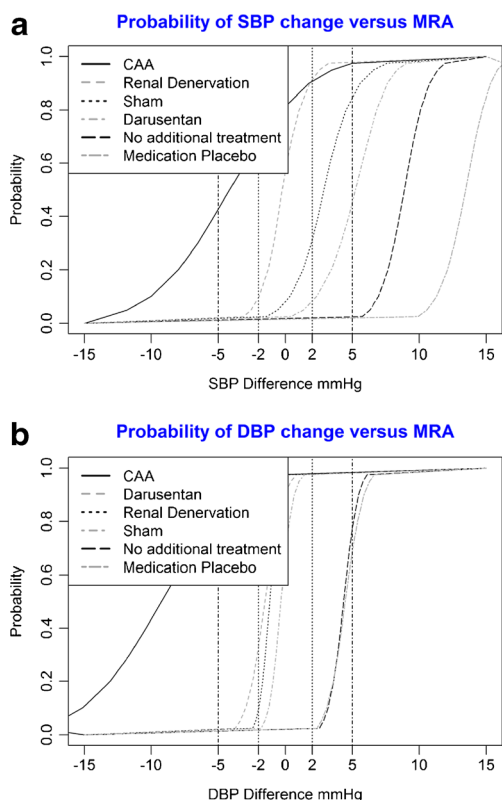 a
Probability of SBP change versus MRA
CAA
Renal Denervation
Sham
Darusentan
No additional treatment
Medication Placebo
Probability
1.0
0.8
0.6
0.4
0.2
0.0
-15 -10 -5 -2 0 2 5 10 15
SBP Difference mmHg
b
Probability of DBP change versus MRA
CAA
Darusentan
Renal Denervation
Sham
No additional treatment
Medication Placebo
Probability
1.0
0.8
0.6
0.4
0.2
0.0
-15 -10 -5 -2 0 2 5 10 15
DBP Difference mmHg